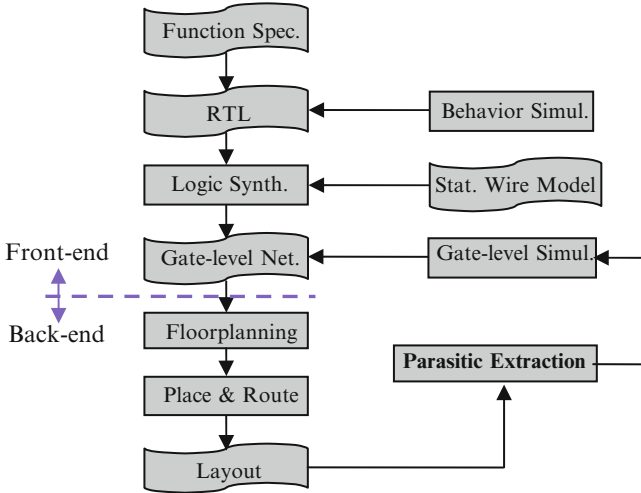 Function Spec.
RTL
Behavior Simul.
Logic Synth.
Stat. Wire Model
Front-end
Gate-level Net.
Gate-level Simul.
Back-end
Floorplanning
Parasitic Extraction
Place & Route
Layout